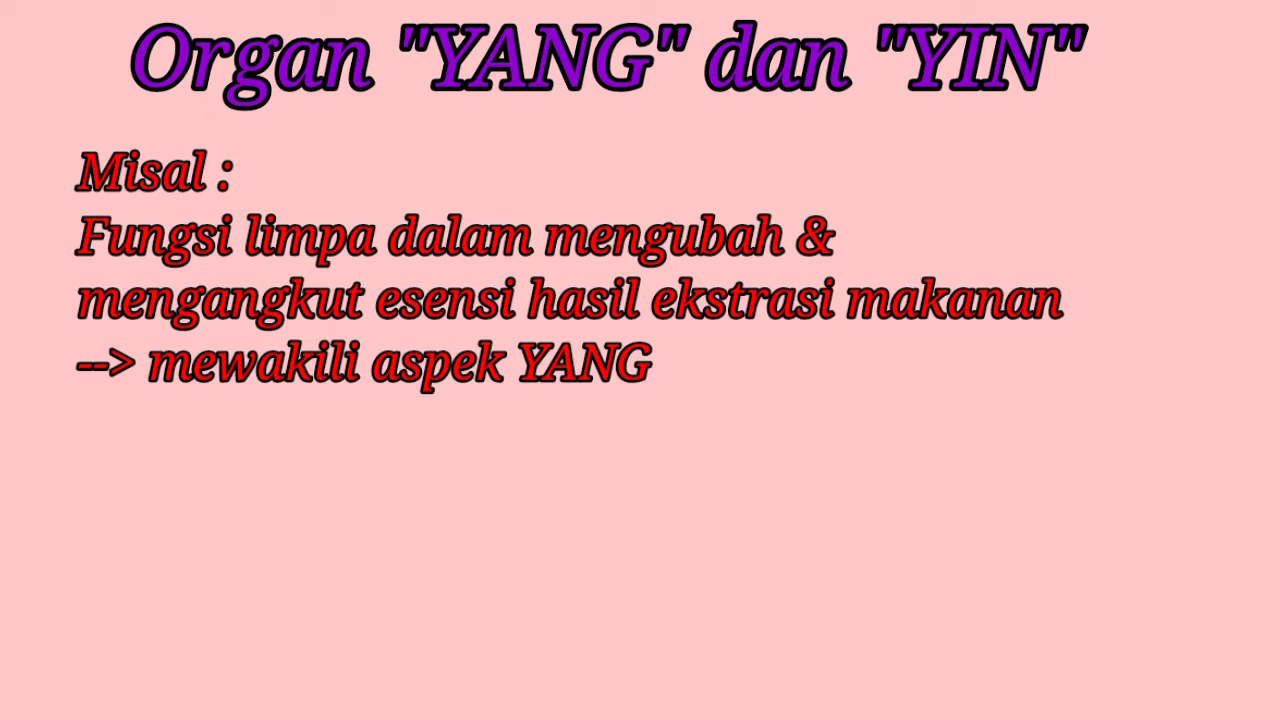 Organ "YANG" dan "YIN"
Misal :
Fungsi limpa dalam mengubah &
mengangkut esensi hasil ekstrasi makanan
--> mewakili aspek YANG